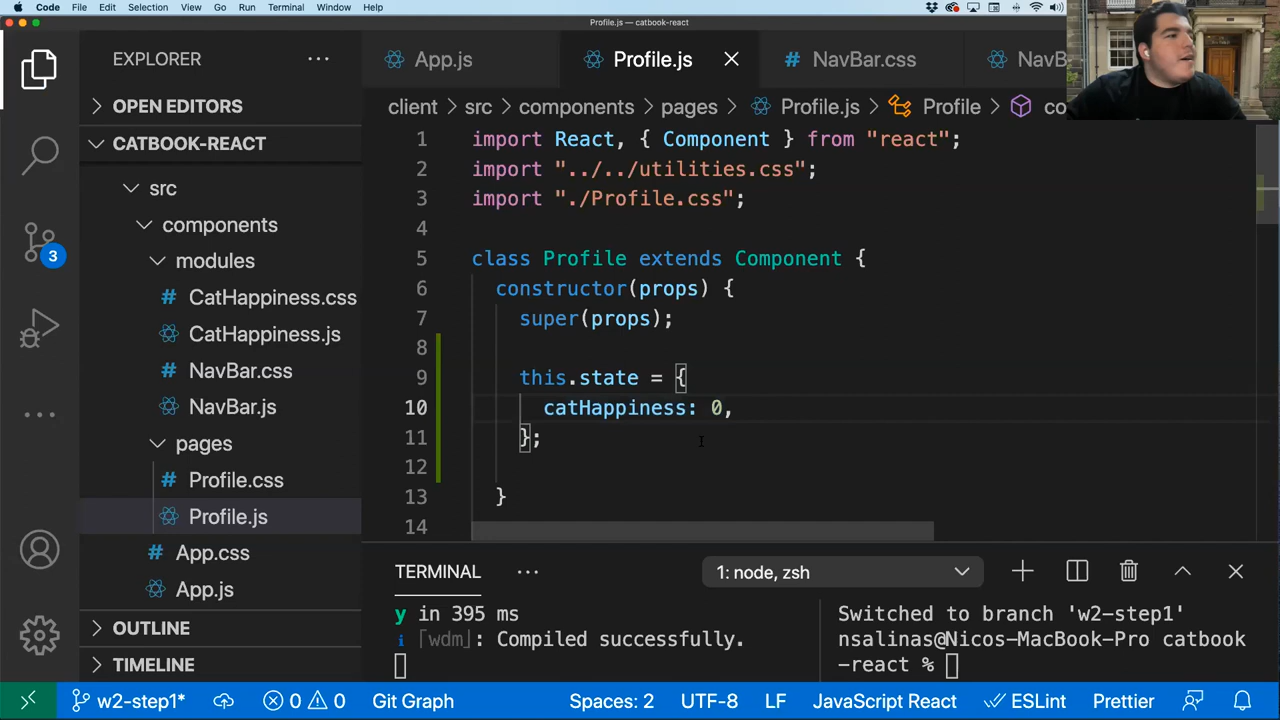 Code File Edit Selection View Go Run Terminal Window Help
Profile.js — catbook-react
EXPLORER
App.js
Profile.js
NavBar.css
NavB
client > src > components > pages > Profile.js > Profile > co
OPEN EDITORS
CATBOOK-REACT
src
components
modules
CatHappiness.css
CatHappiness.js
NavBar.css
NavBar.js
pages
Profile.css
Profile.js
App.css
App.js
OUTLINE
TIMELINE
3
1 import React, { Component } from "react";
2 import "../../utilities.css";
3 import "./Profile.css";
4
5 class Profile extends Component {
6 constructor(props) {
7 super(props);
8
9 this.state = {
10 catHappiness: 0,
11 };
12
13 }
14
TERMINAL
1: node, zsh
y in 395 ms
i ｢wdm｣: Compiled successfully.
Switched to branch 'w2-step1'
nsalinas@Nicos-MacBook-Pro catbook
-react %
w2-step1* 0 0 Git Graph Spaces: 2 UTF-8 LF JavaScript React ESLint Prettier